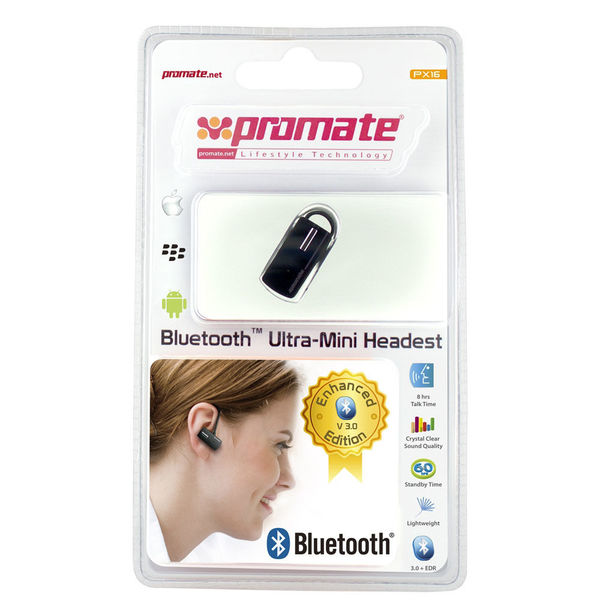 promate.net
PX16
promate®
promate.net
Lifestyle Technology
promate
Bluetooth™ Ultra-Mini Headest
Enhanced
V 3.0
Edition
8 hrs
Talk Time
Crystal Clear
Sound Quality
Standby Time
Lightweight
3.0 + EDR
Bluetooth®